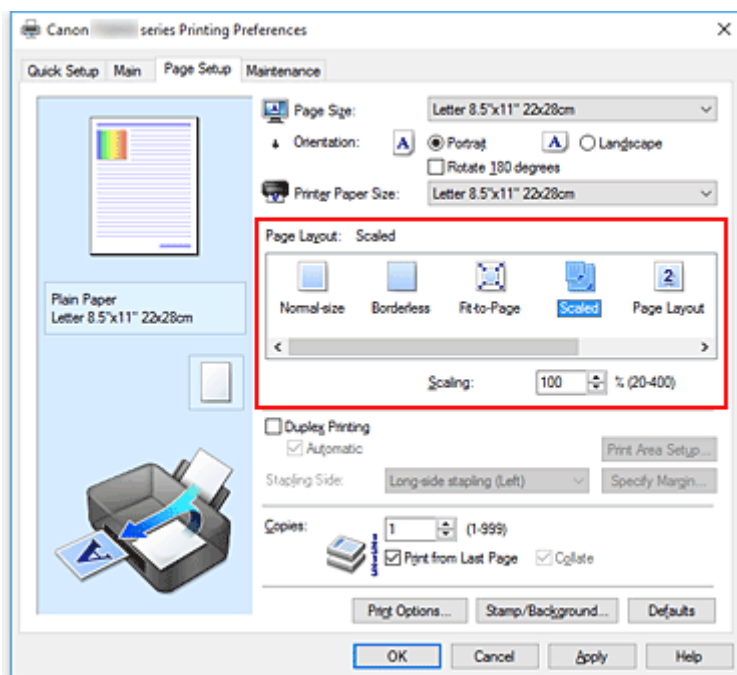 Canon series Printing Preferences
Quick Setup Main Page Setup Maintenance
Page Size: Letter 8.5"x11" 22x28cm
Orientation: A Portrait A Landscape
Rotate 180 degrees
Printer Paper Size: Letter 8.5"x11" 22x28cm
Page Layout: Scaled
Normal-size Borderless Fit-to-Page Scaled Page Layout
Scaling: 100 % (20-400)
Plain Paper
Letter 8.5"x11" 22x28cm
Duplex Printing
Automatic Print Area Setup...
Stapling Side: Long-side stapling (Left) Specify Margin...
Copies: 1 (1-999)
Print from Last Page Collate
Print Options... Stamp/Background... Defaults
OK Cancel Apply Help